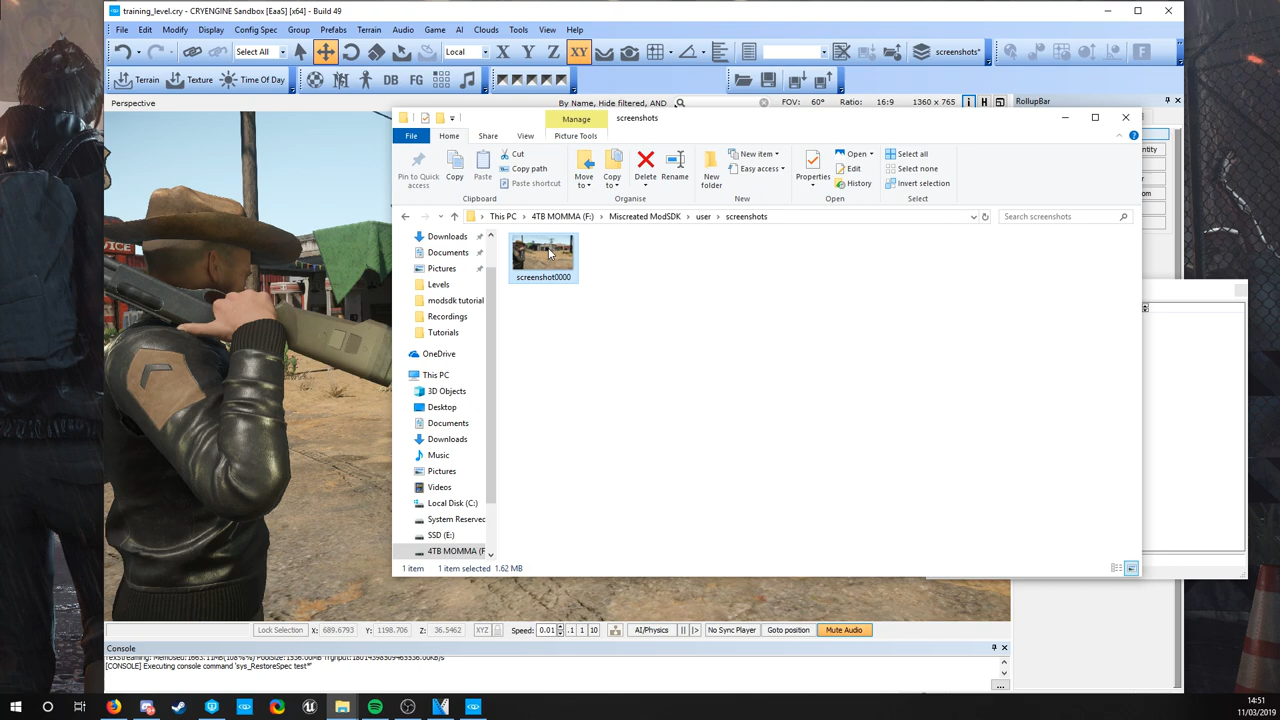 training_level.cry - CRYENGINE Sandbox [EaaS] [x64] - Build 49
File Edit Modify Display Config Spec Group Prefabs Terrain Audio Game AI Clouds Tools View Help
Select All Local X Y Z XY screenshots*
Terrain Texture Time Of Day DB FG F
Perspective By Name, Hide filtered, AND FOV: 60° Ratio: 16:9 1360 x 765 i H RollupBar
Manage screenshots
File Home Share View Picture Tools
Pin to Quick access
Copy
Paste
Cut
Copy path
Paste shortcut
Move to
Copy to
Delete
Rename
New folder
New item
Easy access
Properties
Open
Edit
History
Select all
Select none
Invert selection
Clipboard Organise New Open Select
This PC 4TB MOMMA (F:) Miscreated ModSDK user screenshots Search screenshots
Downloads
Documents
Pictures
Levels
modsdk tutorial
Recordings
Tutorials
OneDrive
This PC
3D Objects
Desktop
Documents
Downloads
Music
Pictures
Videos
Local Disk (C:)
System Reserved
SSD (E:)
4TB MOMMA (F
screenshot0000
1 item 1 item selected 1.62 MB
Lock Selection X: 689.6793 Y: 1198.706 Z: 36.5462 XYZ Speed: 0.01 .1 1 10 AI/Physics No Sync Player Goto position Mute Audio
Console
[CONSOLE] Executing console command 'sys_RestoreSpec test*'
14:51
11/03/2019